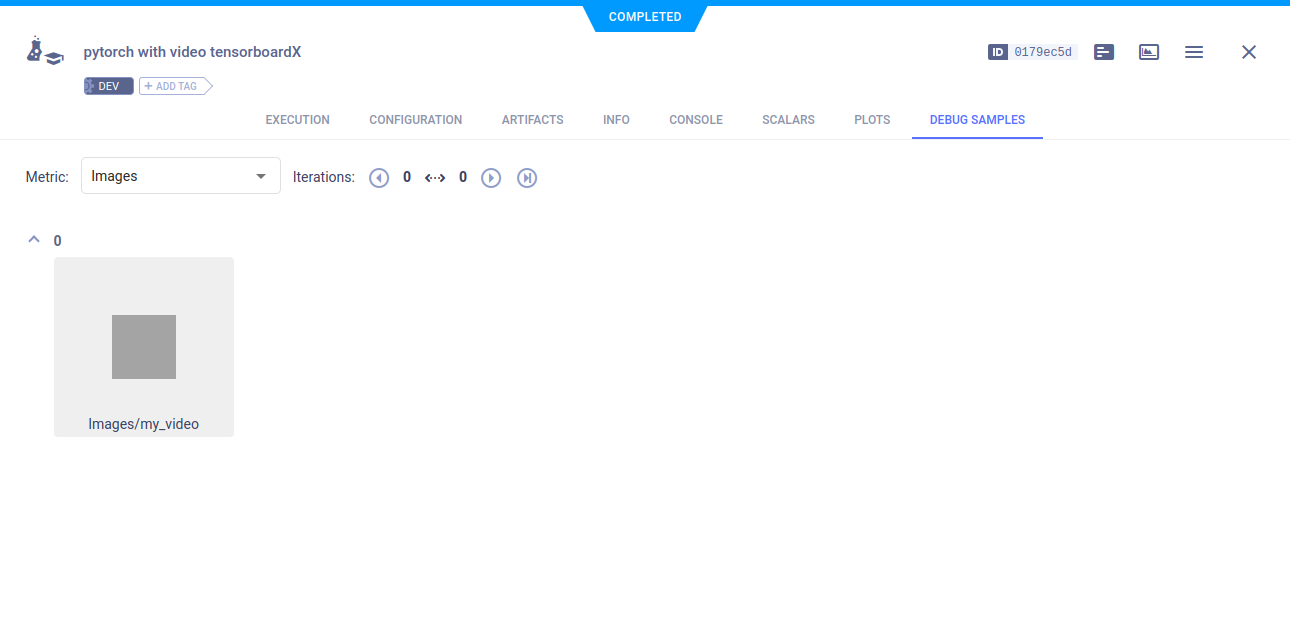 COMPLETED
pytorch with video tensorboardX
ID 0179ec5d
DEV
+ ADD TAG
EXECUTION CONFIGURATION ARTIFACTS INFO CONSOLE SCALARS PLOTS DEBUG SAMPLES
Metric: Images Iterations: 0 0
0
Images/my_video